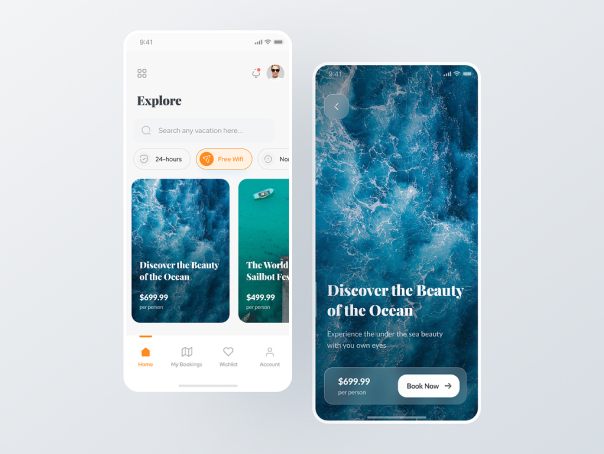 9:41
Explore
Search any vacation here...
24-hours
Free Wifi
Discover the Beauty
of the Ocean
$699.99
per person
The World
Sailbot Fes
$499.99
per person
Home
My Bookings
Wishlist
Account
9:41
Discover the Beauty
of the Ocean
Experience the under the sea beauty
with you own eyes
$699.99
per person
Book Now